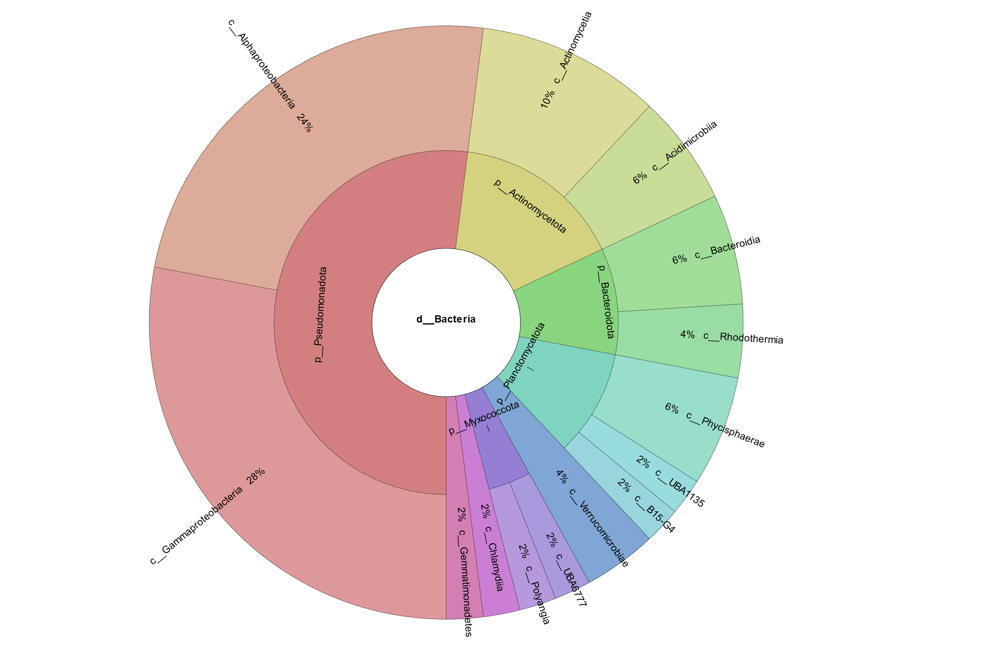 d__Bacteria
p__Pseudomonadota
c__Alphaproteobacteria 24%
c__Gammaproteobacteria 28%
p__Actinomycetota
10% c__Actinomycetia
6% c__Acidimicrobiia
p__Bacteroidota
6% c__Bacteroidia
4% c__Rhodothermia
p__Planctomycetota
6% c__Phycisphaerae
2% c__UBA1135
2% c__B15-G4
4% c__Verrucomicrobiae
p__Myxococcota
2% c__UBA6777
2% c__Polyangia
2% c__Chlamydiia
2% c__Gemmatimonadetes